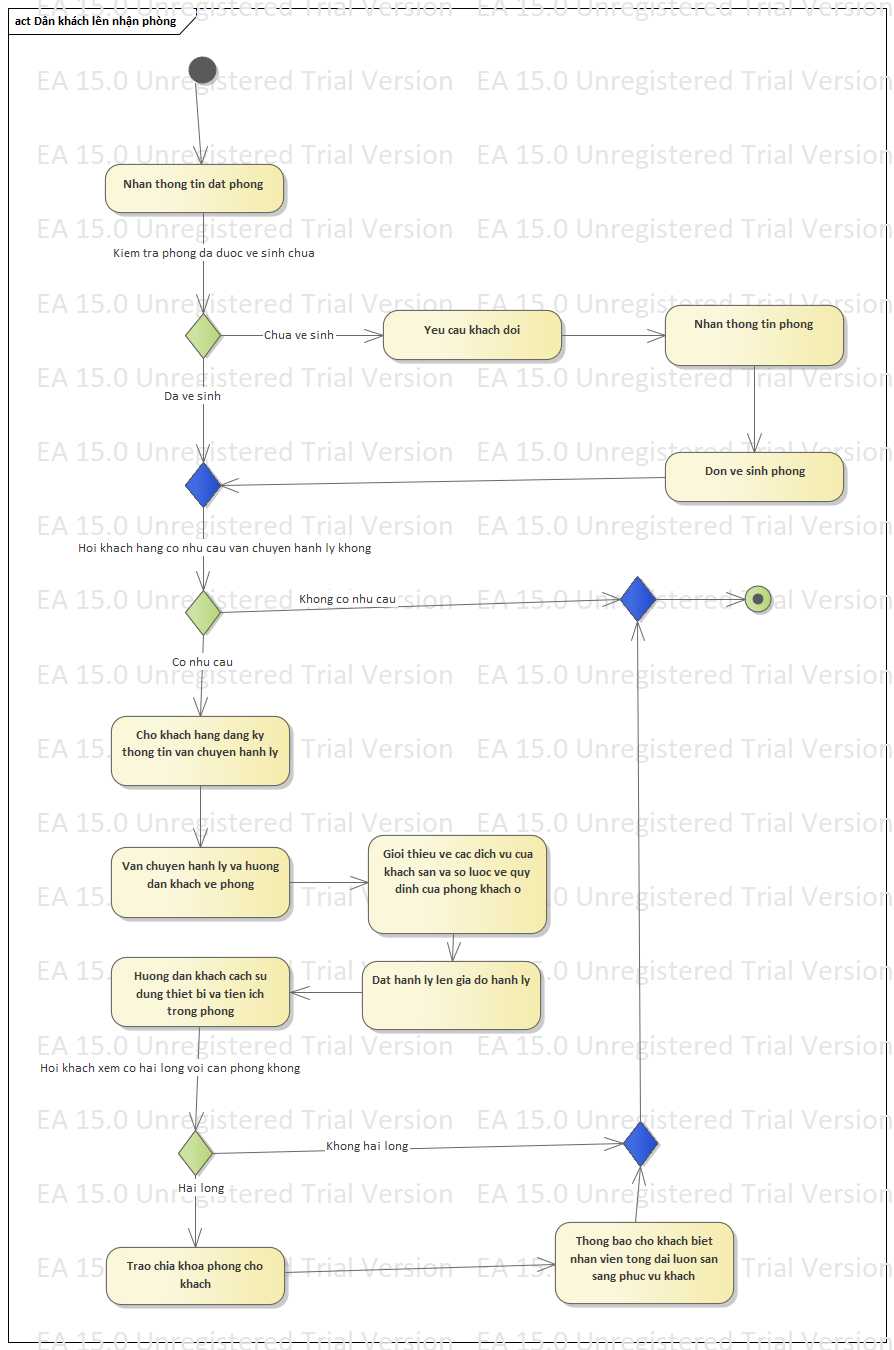 act Dẫn khách lên nhận phòng
EA 15.0 Unregistered Trial Version
Nhan thong tin dat phong
Kiem tra phong da duoc ve sinh chua
Chua ve sinh
Yeu cau khach doi
Nhan thong tin phong
Da ve sinh
Don ve sinh phong
Hoi khach hang co nhu cau van chuyen hanh ly khong
Khong co nhu cau
Co nhu cau
Cho khach hang dang ky
thong tin van chuyen hanh ly
Van chuyen hanh ly va huong
dan khach ve phong
Gioi thieu ve cac dich vu cua
khach san va so luoc ve quy
dinh cua phong khach o
Dat hanh ly len gia do hanh ly
Huong dan khach cach su
dung thiet bi va tien ich
trong phong
Hoi khach xem co hai long voi can phong khong
Khong hai long
Hai long
Trao chia khoa phong cho
khach
Thong bao cho khach biet
nhan vien tong dai luon san
sang phuc vu khach